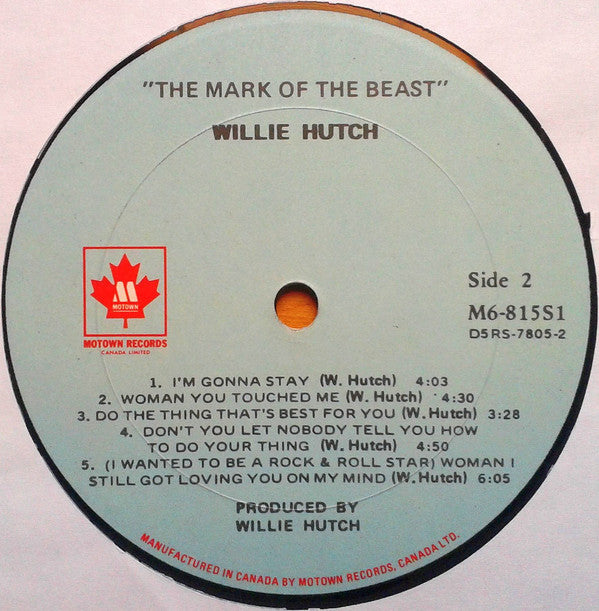 "THE MARK OF THE BEAST"
WILLIE HUTCH
M
MOTOWN
MOTOWN RECORDS
CANADA LIMITED
Side 2
M6-815S1
D5RS-7805-2
1. I'M GONNA STAY (W. Hutch) 4:03
2. WOMAN YOU TOUCHED ME (W. Hutch) 4:30
3. DO THE THING THAT'S BEST FOR YOU (W. Hutch) 3:28
4. DON'T YOU LET NOBODY TELL YOU HOW
TO DO YOUR THING (W. Hutch) 4:50
5. (I WANTED TO BE A ROCK & ROLL STAR) WOMAN I
STILL GOT LOVING YOU ON MY MIND (W. Hutch) 6:05
PRODUCED BY
WILLIE HUTCH
MANUFACTURED IN CANADA BY MOTOWN RECORDS, CANADA LTD.